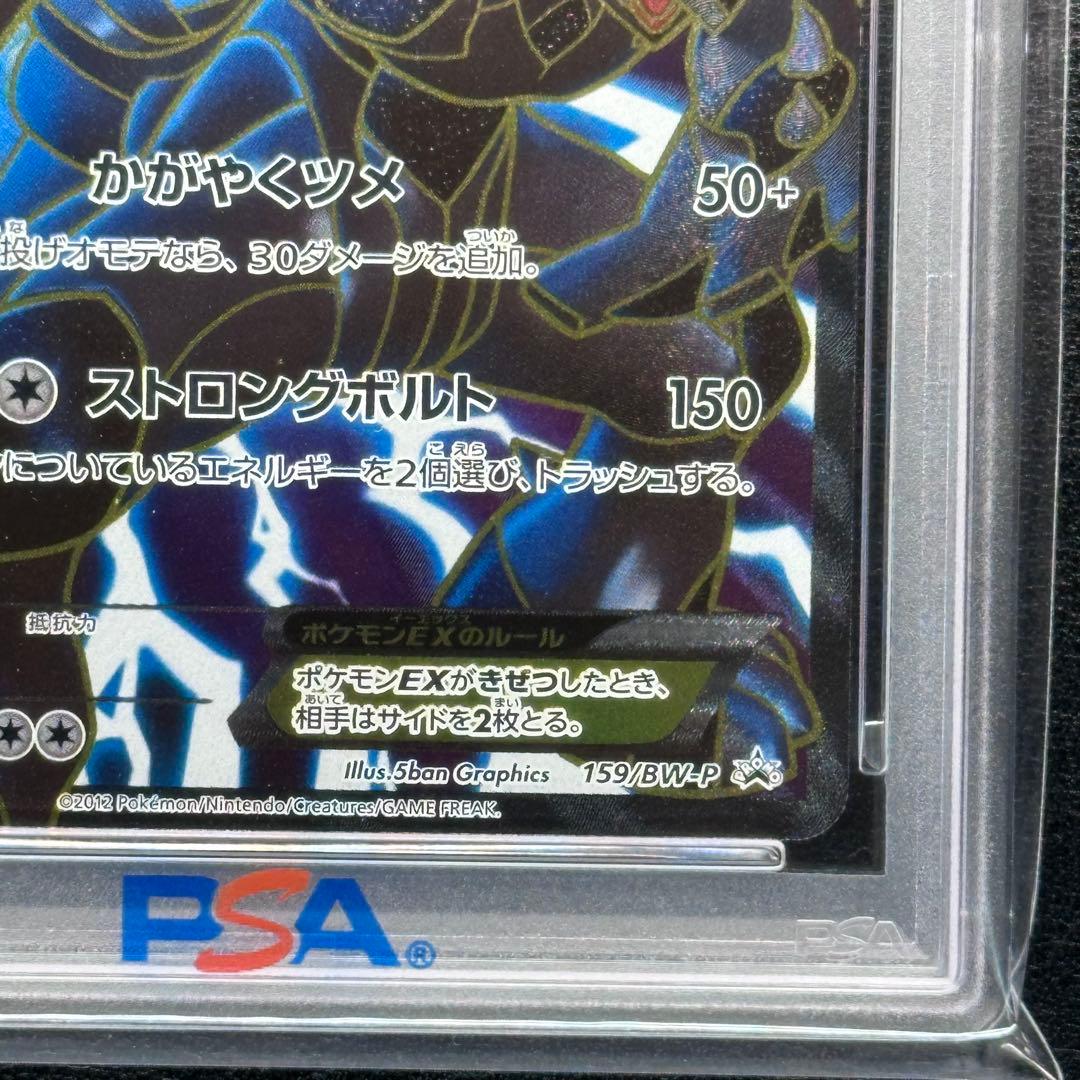 かがやくツメ 50+
投げオモテなら、30ダメージを追加。
ストロングボルト 150
についているエネルギーを2個選び、トラッシュする。
抵抗力
ポケモンEXのルール
ポケモンEXがきぜつしたとき、
相手はサイドを2枚とる。
Illus.5ban Graphics 159/BW-P
©2012 Pokémon/Nintendo/Creatures/GAME FREAK.
PSA®
PSA